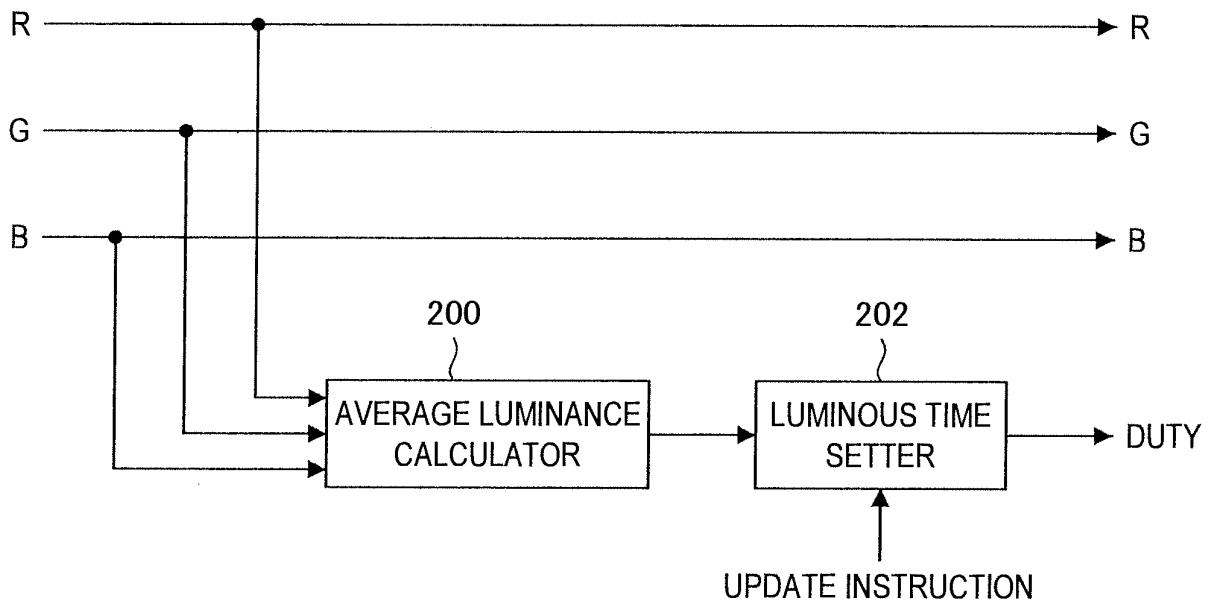 R
R
G
G
B
B
200
202
AVERAGE LUMINANCE
CALCULATOR
LUMINOUS TIME
SETTER
DUTY
UPDATE INSTRUCTION